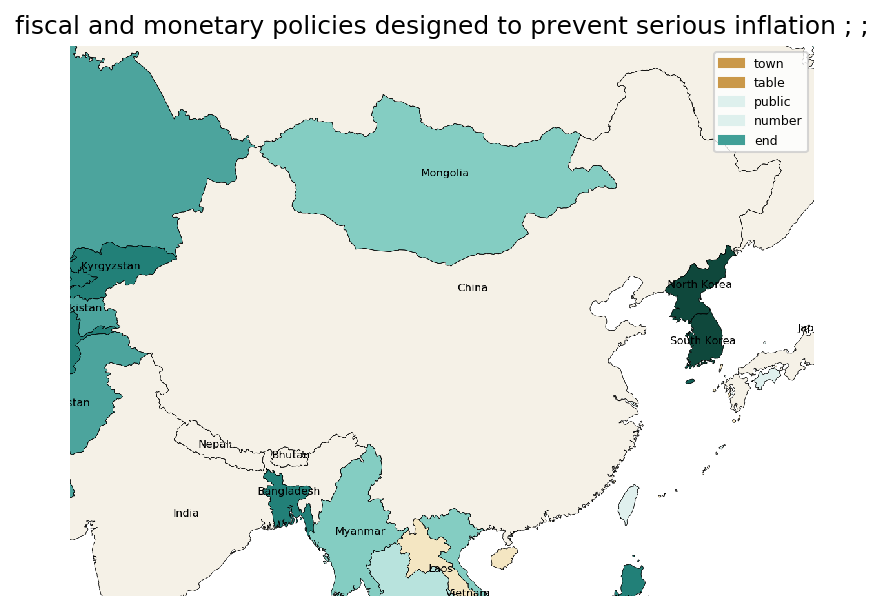 fiscal and monetary policies designed to prevent serious inflation ; ;
town
table
public
number
end
Mongolia
Kyrgyzstan
China
North Korea
kistan
Jap
South Korea
stan
Nepal
Bhutan
Bangladesh
India
Myanmar
Laos
Vietnam